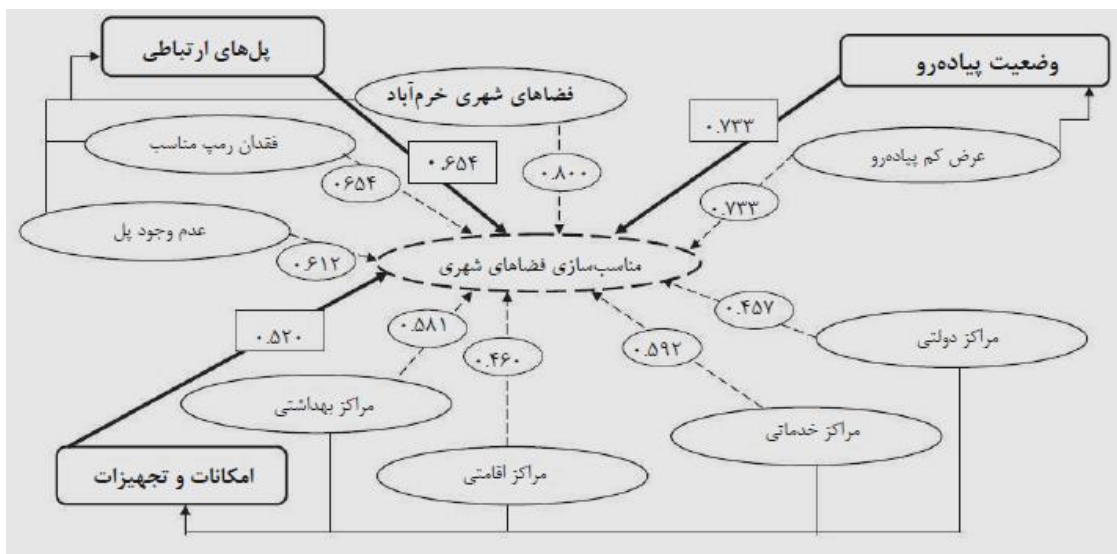 پل‌های ارتباطی
وضعیت پیاده‌رو
فضاهای شهری خرم‌آباد
فقدان رمپ مناسب
۰.۶۵۴
۰.۶۵۴
۰.۸۰۰
۰.۷۳۳
عرض کم پیاده‌رو
۰.۷۳۳
عدم وجود پل
۰.۶۱۲
مناسب‌سازی فضاهای شهری
۰.۵۲۰
۰.۵۸۱
۰.۴۶۰
۰.۵۹۲
۰.۴۵۷
مراکز دولتی
مراکز بهداشتی
مراکز خدماتی
مراکز اقامتی
امکانات و تجهیزات